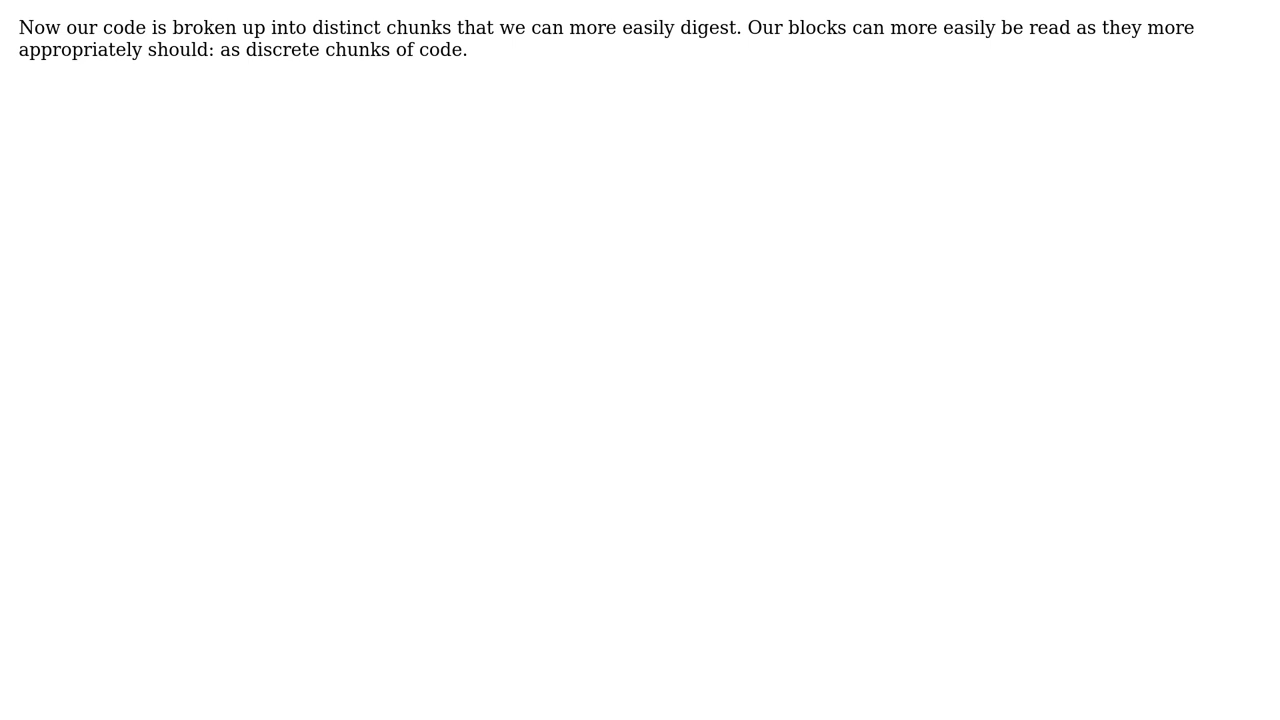 Now our code is broken up into distinct chunks that we can more easily digest. Our blocks can more easily be read as they more
appropriately should: as discrete chunks of code.